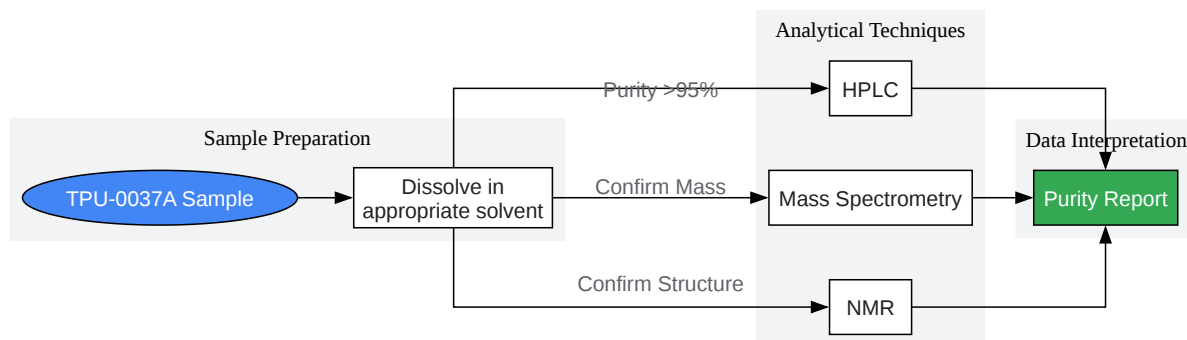 Sample Preparation
TPU-0037A Sample
Dissolve in
appropriate solvent
Purity >95%
Confirm Mass
Confirm Structure
Analytical Techniques
HPLC
Mass Spectrometry
NMR
Data Interpretation
Purity Report